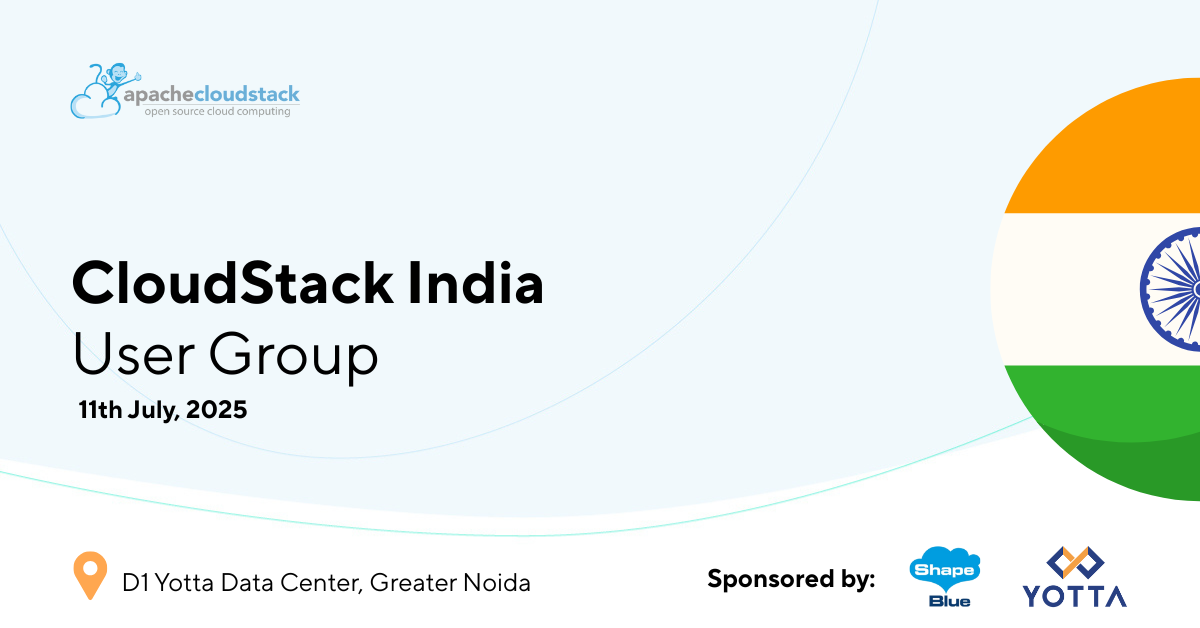 apachecloudstack
open source cloud computing
CloudStack India
User Group
11th July, 2025
D1 Yotta Data Center, Greater Noida
Sponsored by:
Shape
Blue
YOTTA